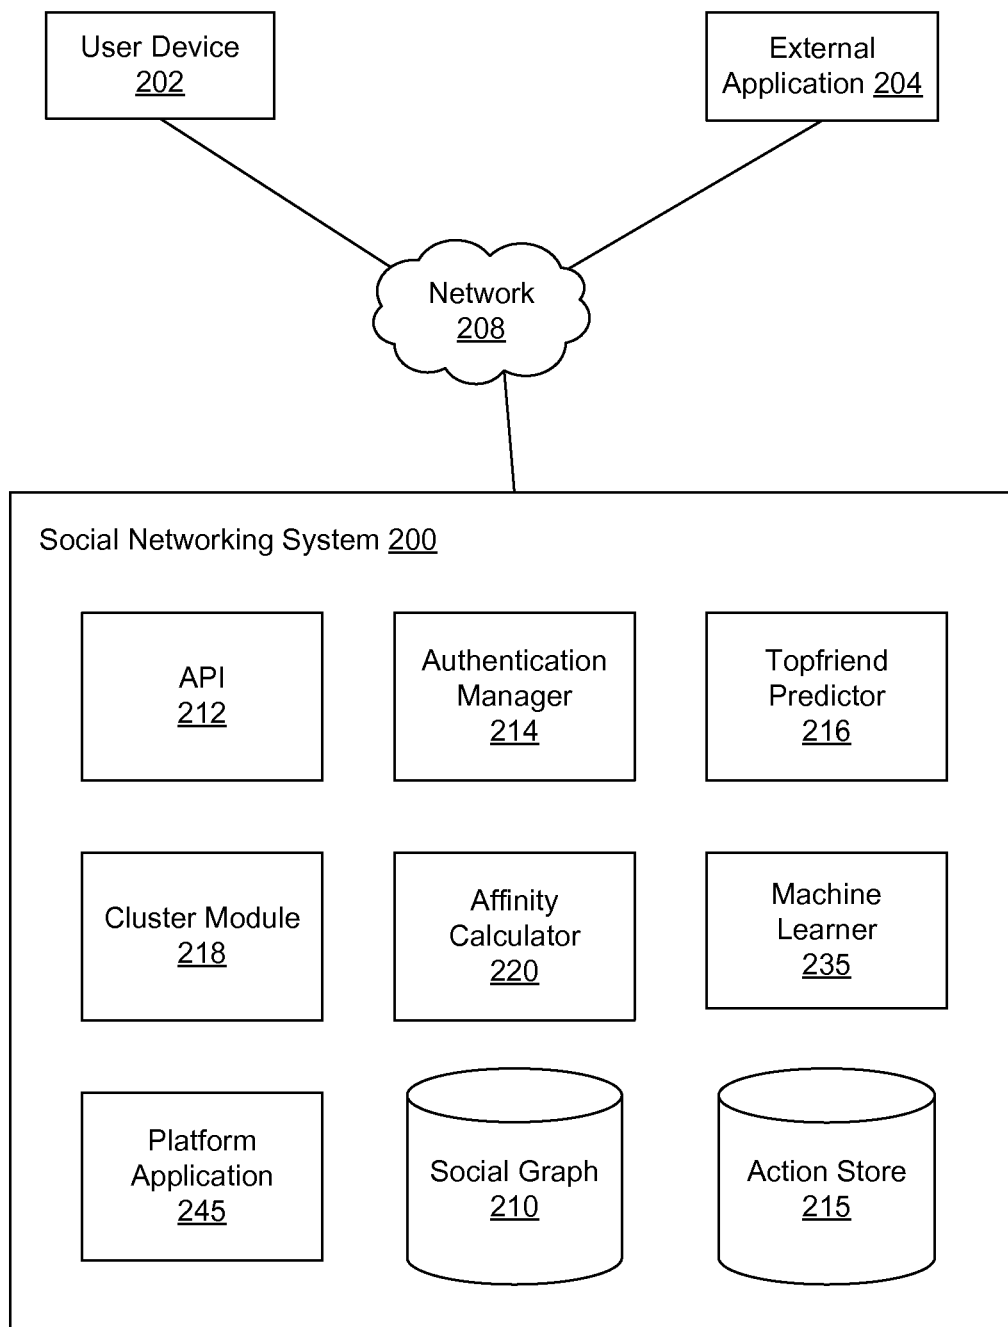 User Device
202
External
Application 204
Network
208
Social Networking System 200
API
212
Authentication
Manager
214
Topfriend
Predictor
216
Cluster Module
218
Affinity
Calculator
220
Machine
Learner
235
Platform
Application
245
Social Graph
210
Action Store
215